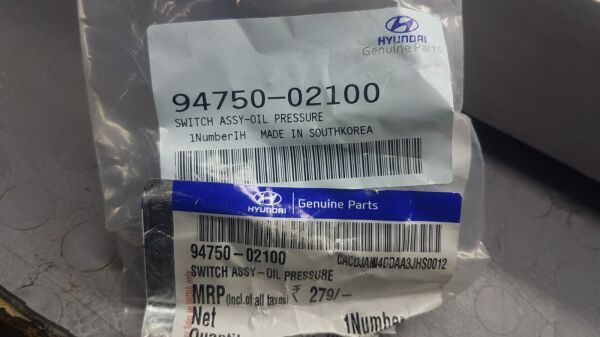 HYUNDAI
Genuine Parts
94750-02100
SWITCH ASSY-OIL PRESSURE
1NumberIH MADE IN SOUTHKOREA
HYUNDAI Genuine Parts
94750-02100
SWITCH ASSY-OIL PRESSURE
MRP (Incl.of all taxes) ₹ 279/-
Net 1Number